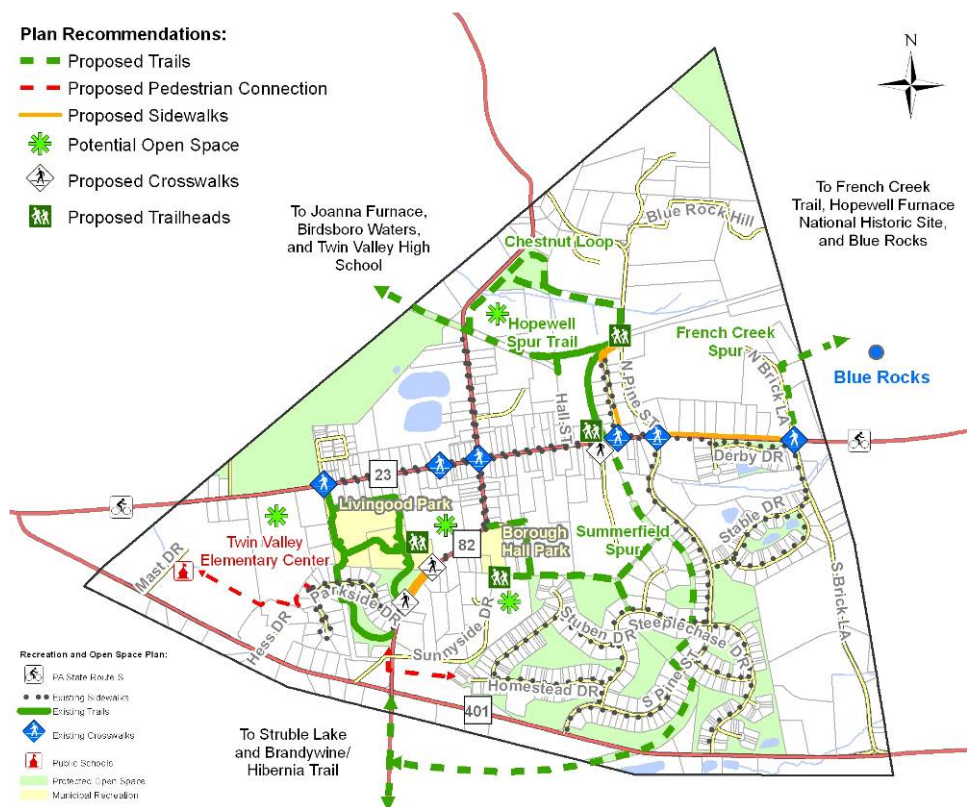 Plan Recommendations:
Proposed Trails
Proposed Pedestrian Connection
Proposed Sidewalks
Potential Open Space
Proposed Crosswalks
Proposed Trailheads
N
To Joanna Furnace,
Birdsboro Waters,
and Twin Valley High
School
To French Creek
Trail, Hopewell Furnace
National Historic Site,
and Blue Rocks
Blue Rock Hill
Chestnut Loop
Hopewell
Spur Trail
French Creek
Spur
N Brick LA
Blue Rocks
N Pine ST
Hall ST
Derby DR
23
Livingood Park
Stable DR
82
Borough
Hall Park
Summerfield
Spur
Twin Valley
Elementary Center
Mast DR
Parkside DR
Hess DR
Sunnyside DR
Stuben DR
Steeplechase DR
S Brick LA
S Pine ST
Homestead DR
401
To Struble Lake
and Brandywine/
Hibernia Trail
Recreation and Open Space Plan:
PA State Route S
Existing Sidewalks
Existing Trails
Existing Crosswalks
Public Schools
Protected Open Space
Municipal Recreation